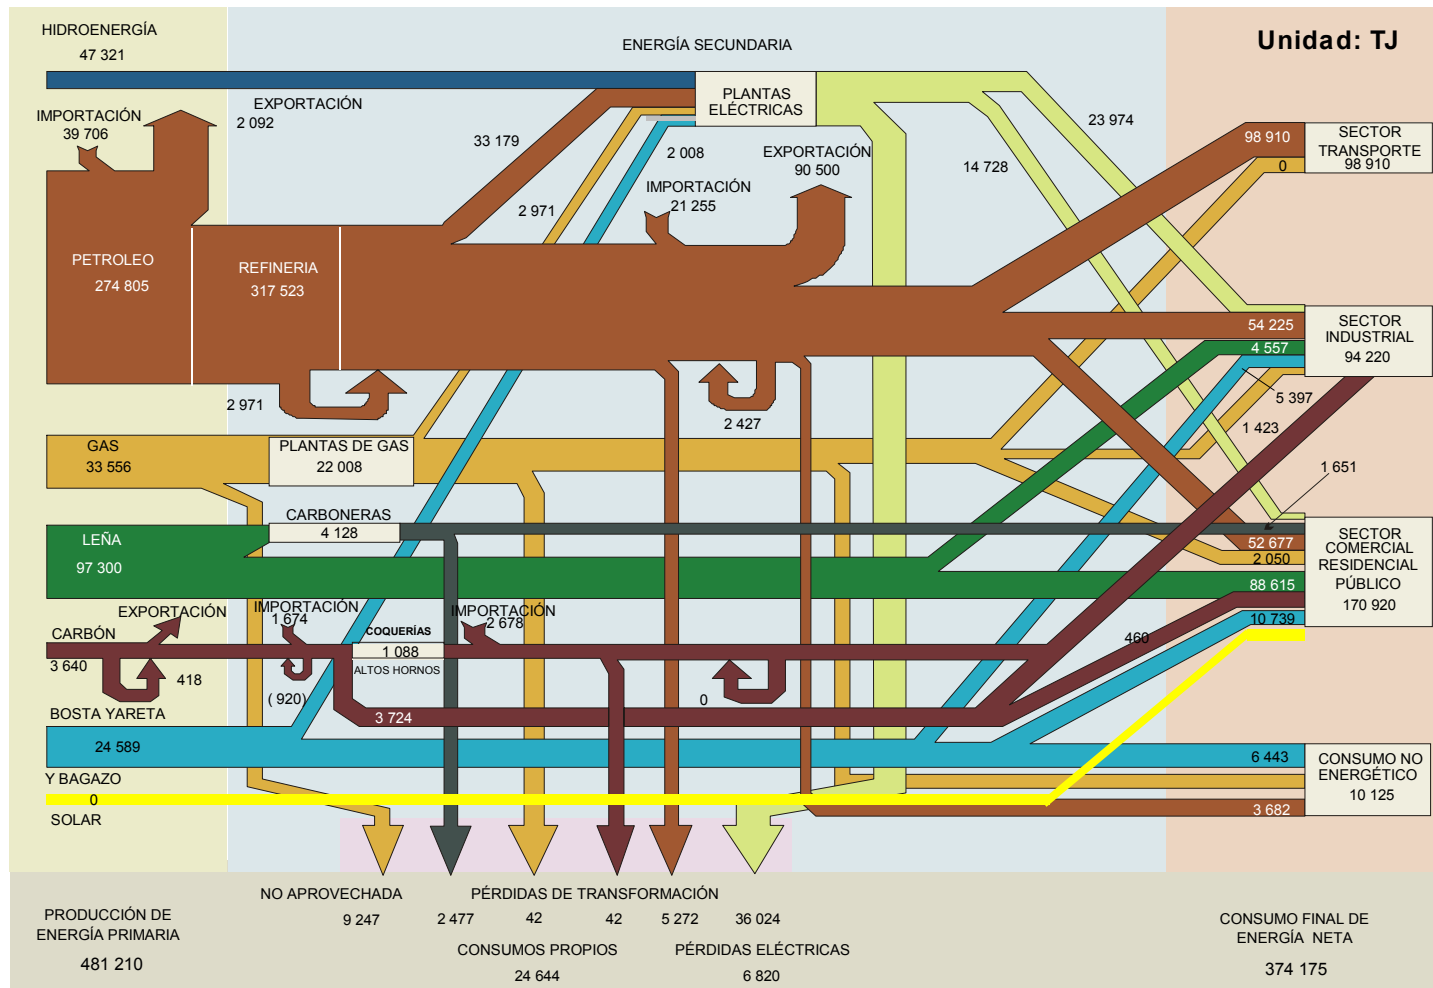 HIDROENERGÍA
47 321
ENERGÍA SECUNDARIA
Unidad: TJ
IMPORTACIÓN
39 706
EXPORTACIÓN
2 092
PLANTAS
ELÉCTRICAS
33 179
2 008
EXPORTACIÓN
90 500
IMPORTACIÓN
21 255
2 971
23 974
14 728
98 910
0
SECTOR
TRANSPORTE
98 910
PETROLEO
274 805
REFINERIA
317 523
54 225
4 557
SECTOR
INDUSTRIAL
94 220
5 397
1 423
2 971
2 427
GAS
33 556
PLANTAS DE GAS
22 008
1 651
CARBONERAS
4 128
LEÑA
97 300
52 677
2 050
88 615
10 739
SECTOR
COMERCIAL
RESIDENCIAL
PÚBLICO
170 920
EXPORTACIÓN
IMPORTACIÓN
1 674
IMPORTACIÓN
2 678
CARBÓN
3 640
418
( 920)
COQUERÍAS
1 088
ALTOS HORNOS
460
0
3 724
BOSTA YARETA
24 589
Y BAGAZO
0
SOLAR
6 443
3 682
CONSUMO NO
ENERGÉTICO
10 125
NO APROVECHADA
9 247
PÉRDIDAS DE TRANSFORMACIÓN
2 477
42
42
5 272
36 024
CONSUMOS PROPIOS
24 644
PÉRDIDAS ELÉCTRICAS
6 820
PRODUCCIÓN DE
ENERGÍA PRIMARIA
481 210
CONSUMO FINAL DE
ENERGÍA NETA
374 175